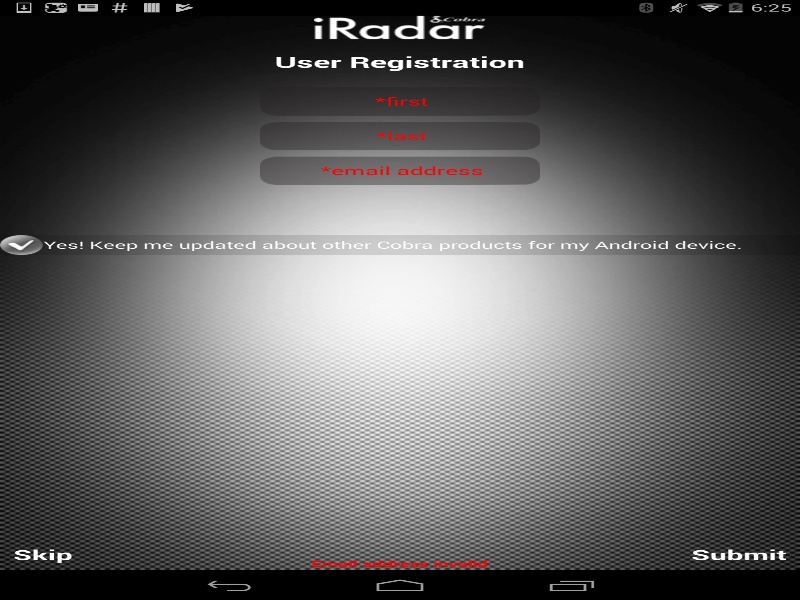 6:25
Cobra
iRadar
User Registration
*first
*last
*email address
Yes! Keep me updated about other Cobra products for my Android device.
Skip
Submit
Email address invalid